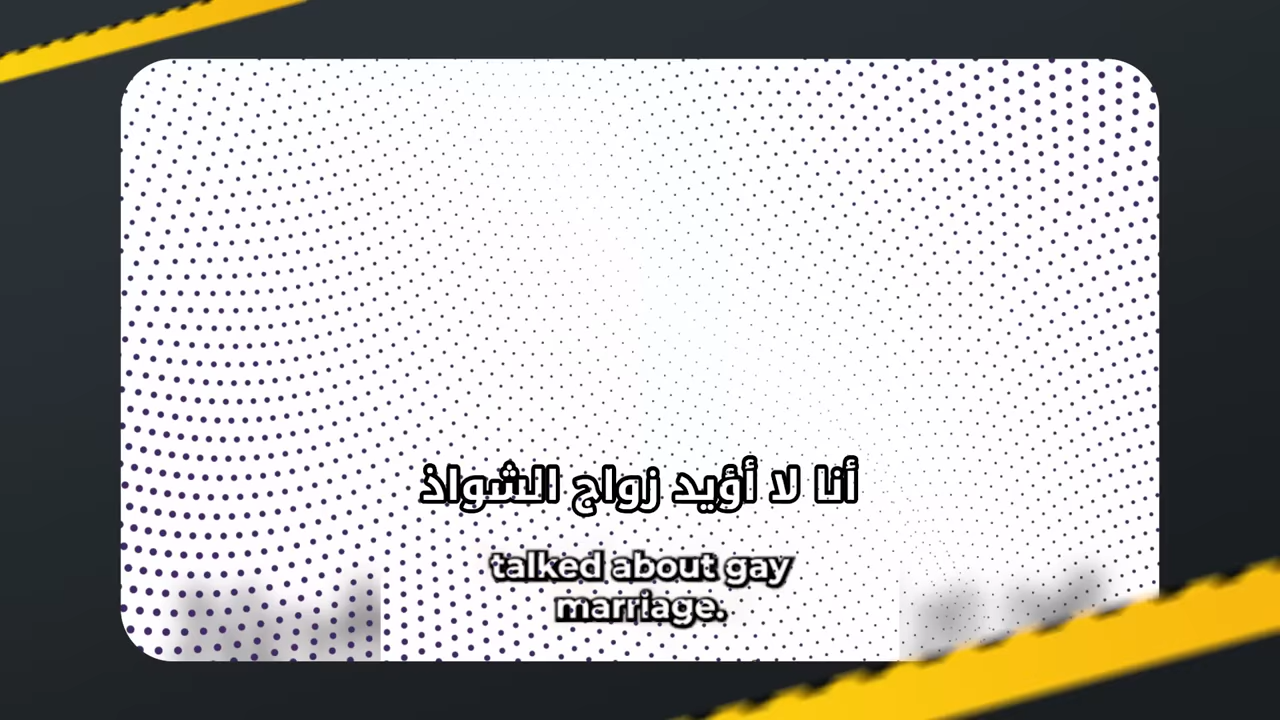 أنا لا أؤيد زواج الشواذ
talked about gay
marriage.